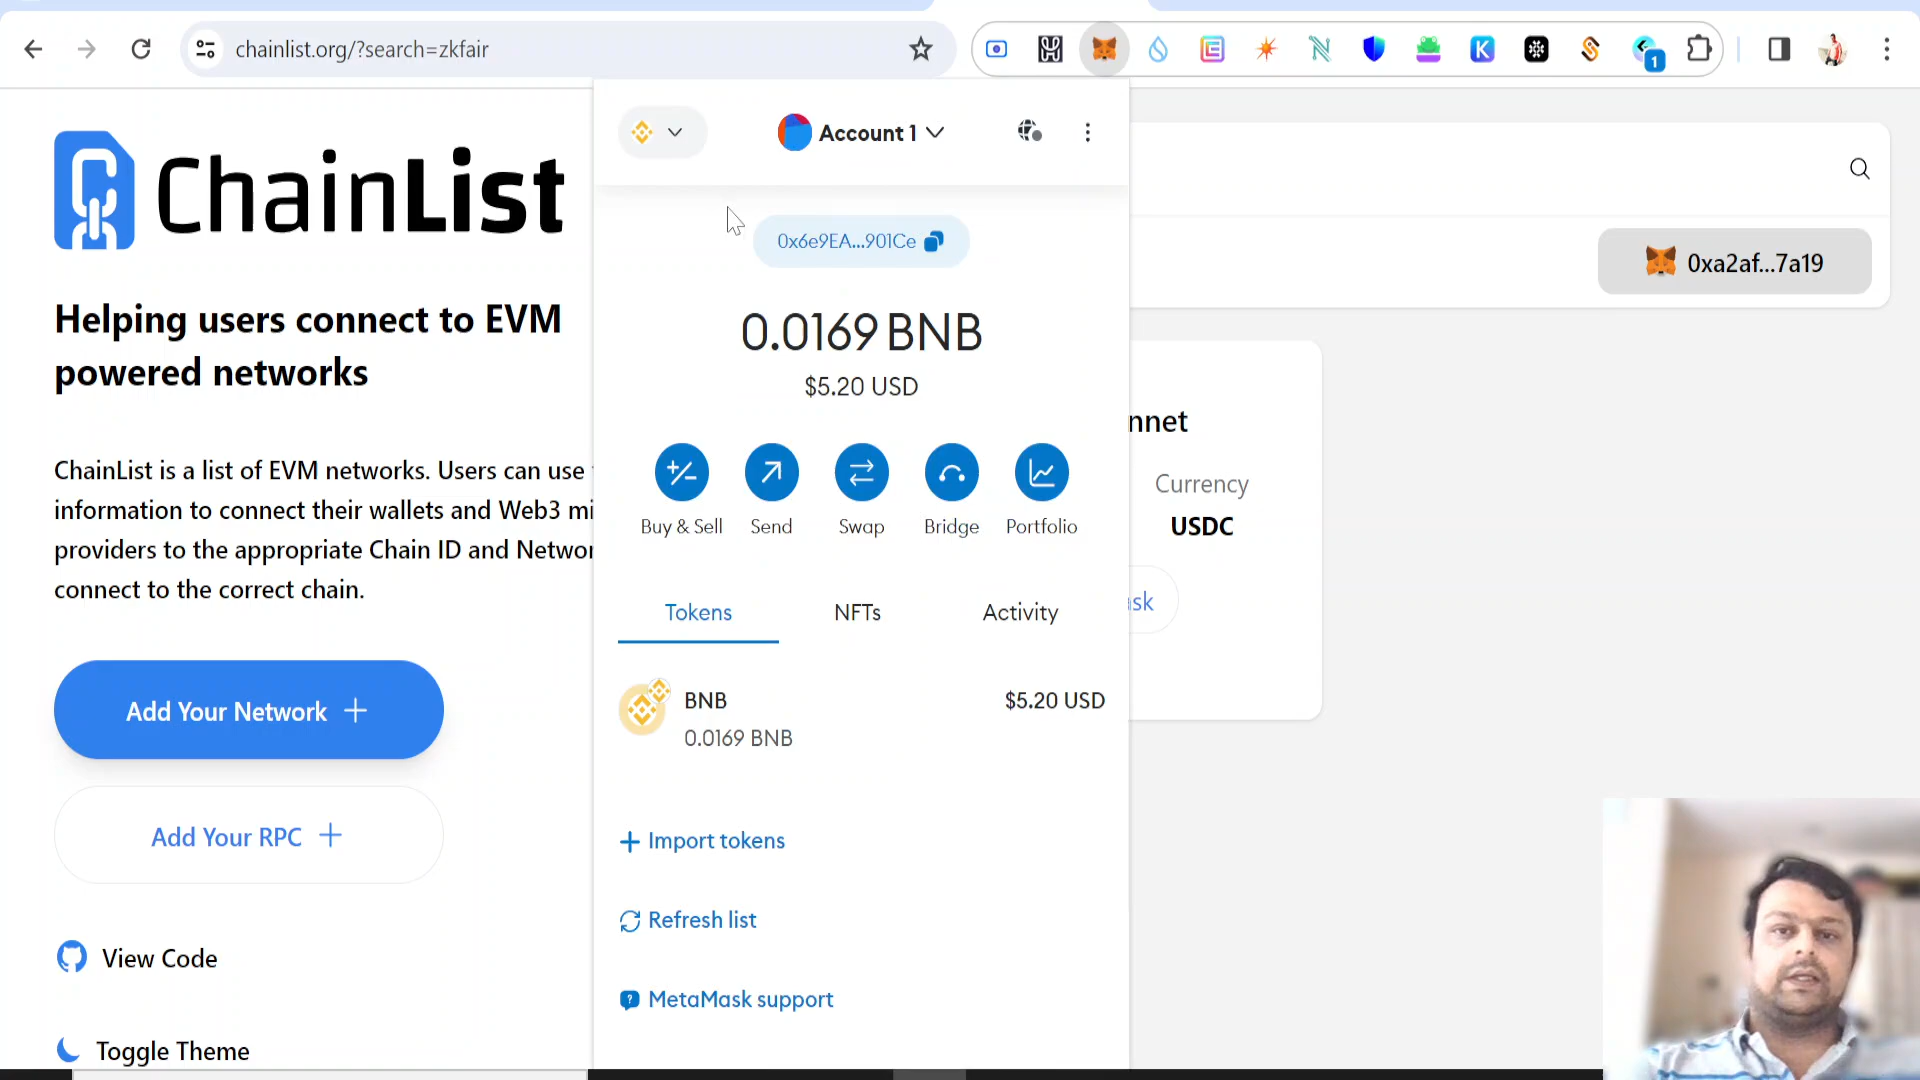 chainlist.org/?search=zkfair
1
ChainList
Helping users connect to EVM
powered networks
ChainList is a list of EVM networks. Users can use
information to connect their wallets and Web3 mi
providers to the appropriate Chain ID and Networ
connect to the correct chain.
Add Your Network
Add Your RPC
View Code
Toggle Theme
Account 1
0x6e9EA...901Ce
0.0169 BNB
$5.20 USD
Buy & Sell Send Swap Bridge Portfolio
Tokens NFTs Activity
BNB $5.20 USD
0.0169 BNB
Import tokens
Refresh list
MetaMask support
0xa2af...7a19
nnet
Currency
USDC
ask